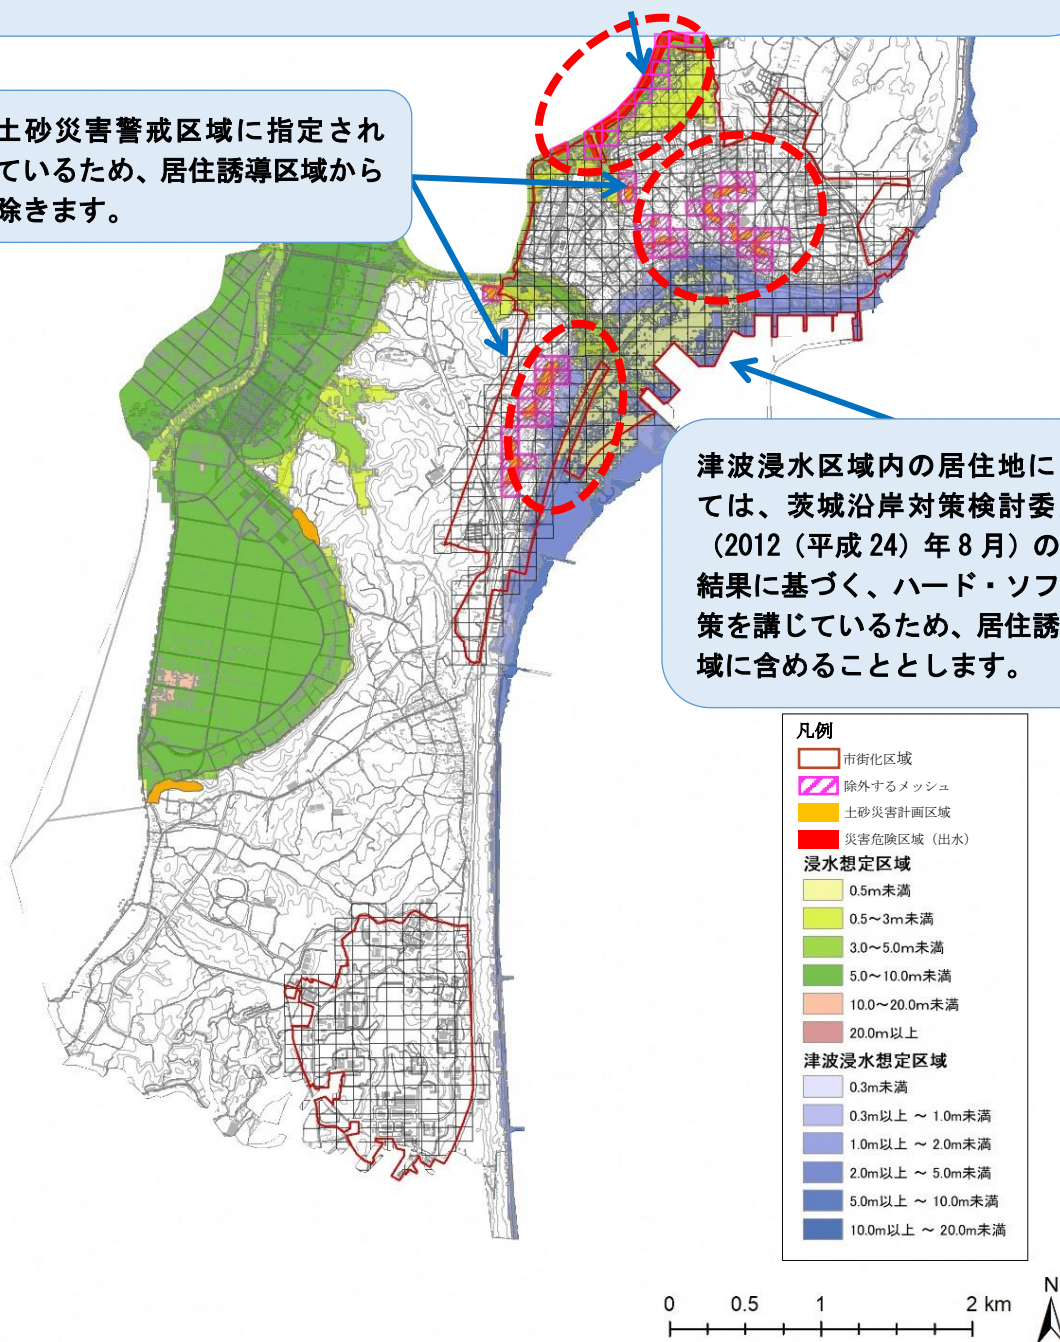 土砂災害警戒区域に指定され
ているため、居住誘導区域から
除きます。
津波浸水区域内の居住地に
ては、茨城沿岸対策検討委
（2012（平成 24）年 8 月）の
結果に基づく、ハード・ソフ
策を講じているため、居住誘
域に含めることとします。
凡例
市街化区域
除外するメッシュ
土砂災害計画区域
災害危険区域（出水）
浸水想定区域
0.5m未満
0.5～3m未満
3.0～5.0m未満
5.0～10.0m未満
10.0～20.0m未満
20.0m以上
津波浸水想定区域
0.3m未満
0.3m以上 ～ 1.0m未満
1.0m以上 ～ 2.0m未満
2.0m以上 ～ 5.0m未満
5.0m以上 ～ 10.0m未満
10.0m以上 ～ 20.0m未満
N
0 0.5 1 2 km